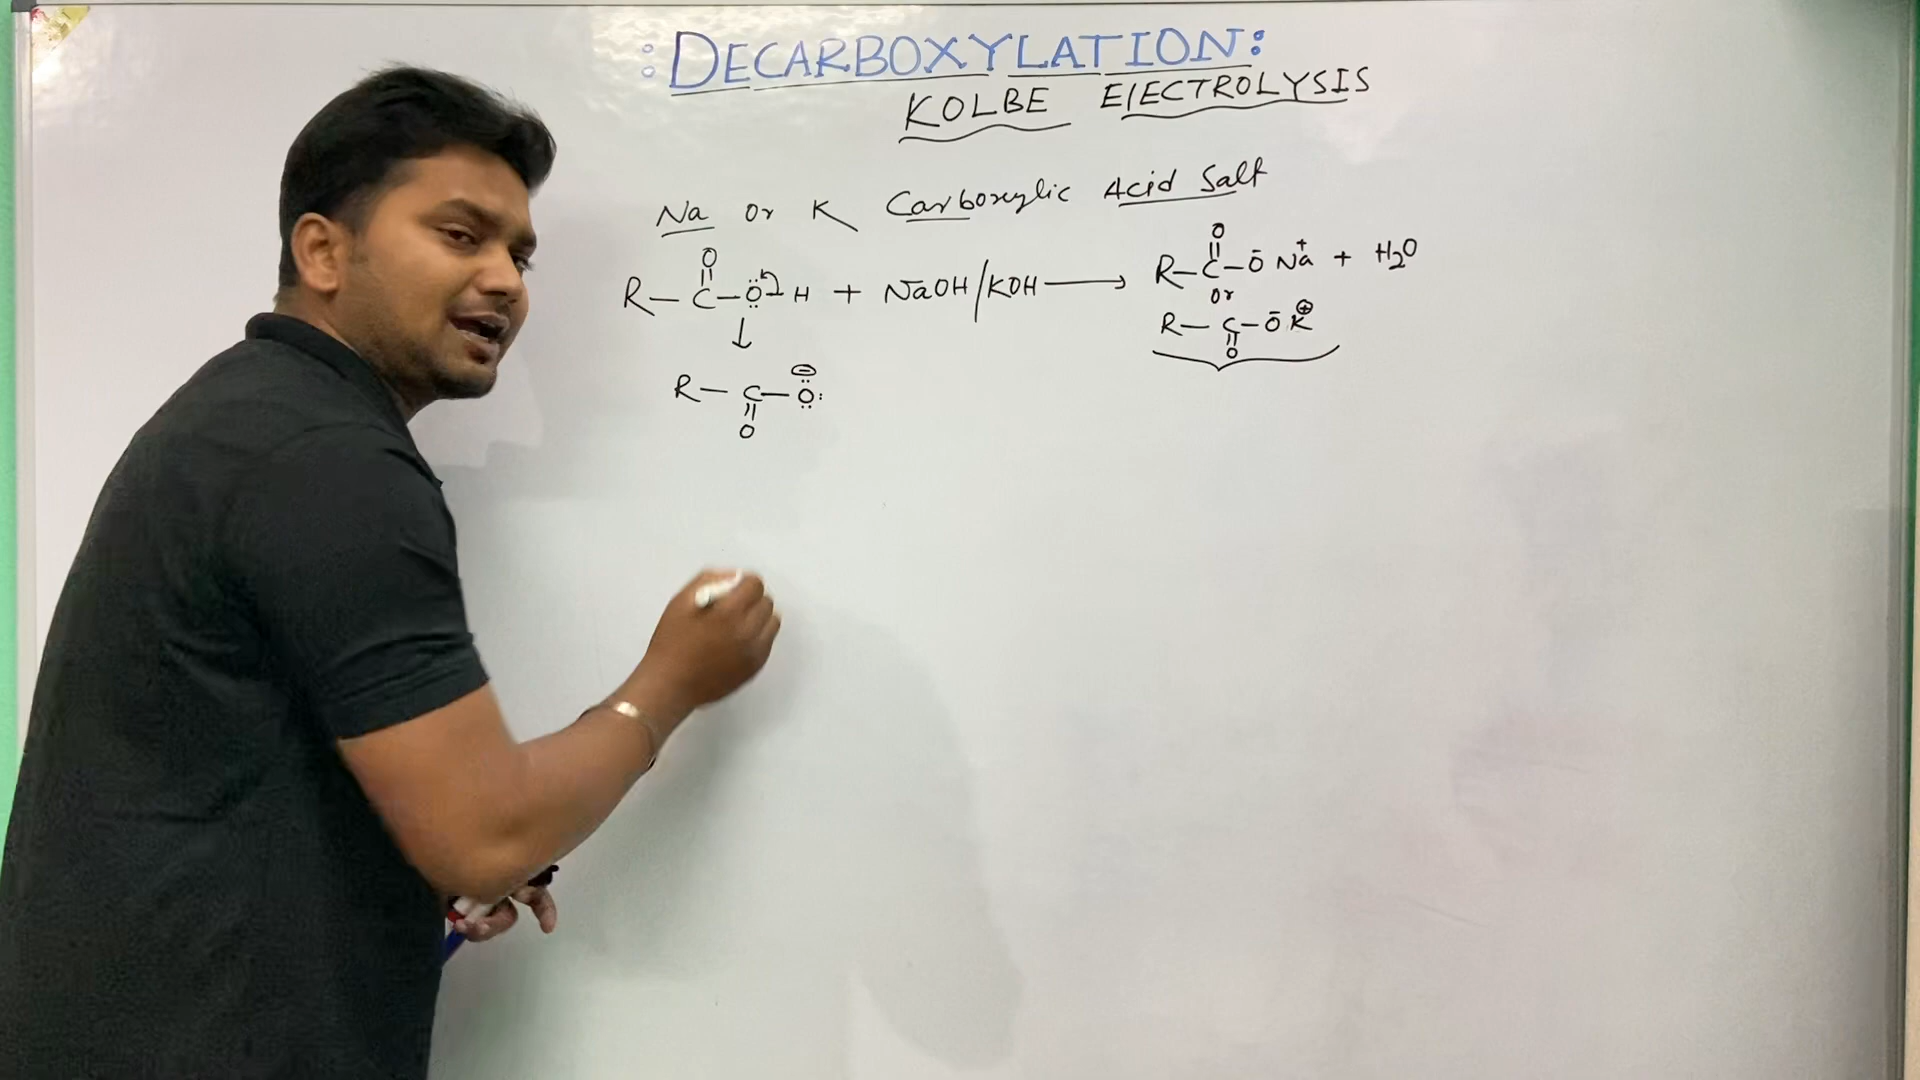 : DECARBOXYLATION:
KOLBE ElECTROLYSIS
Na Or K Carboxylic Acid Salt
O
||
R—C—Ö H + NaOH/KOH ⟶
O
||
R—C—Ō Na⁺ + H₂O
or
R—C—Ō K⊕
||
O
↓
⊖
R—C—Ö:
||
O